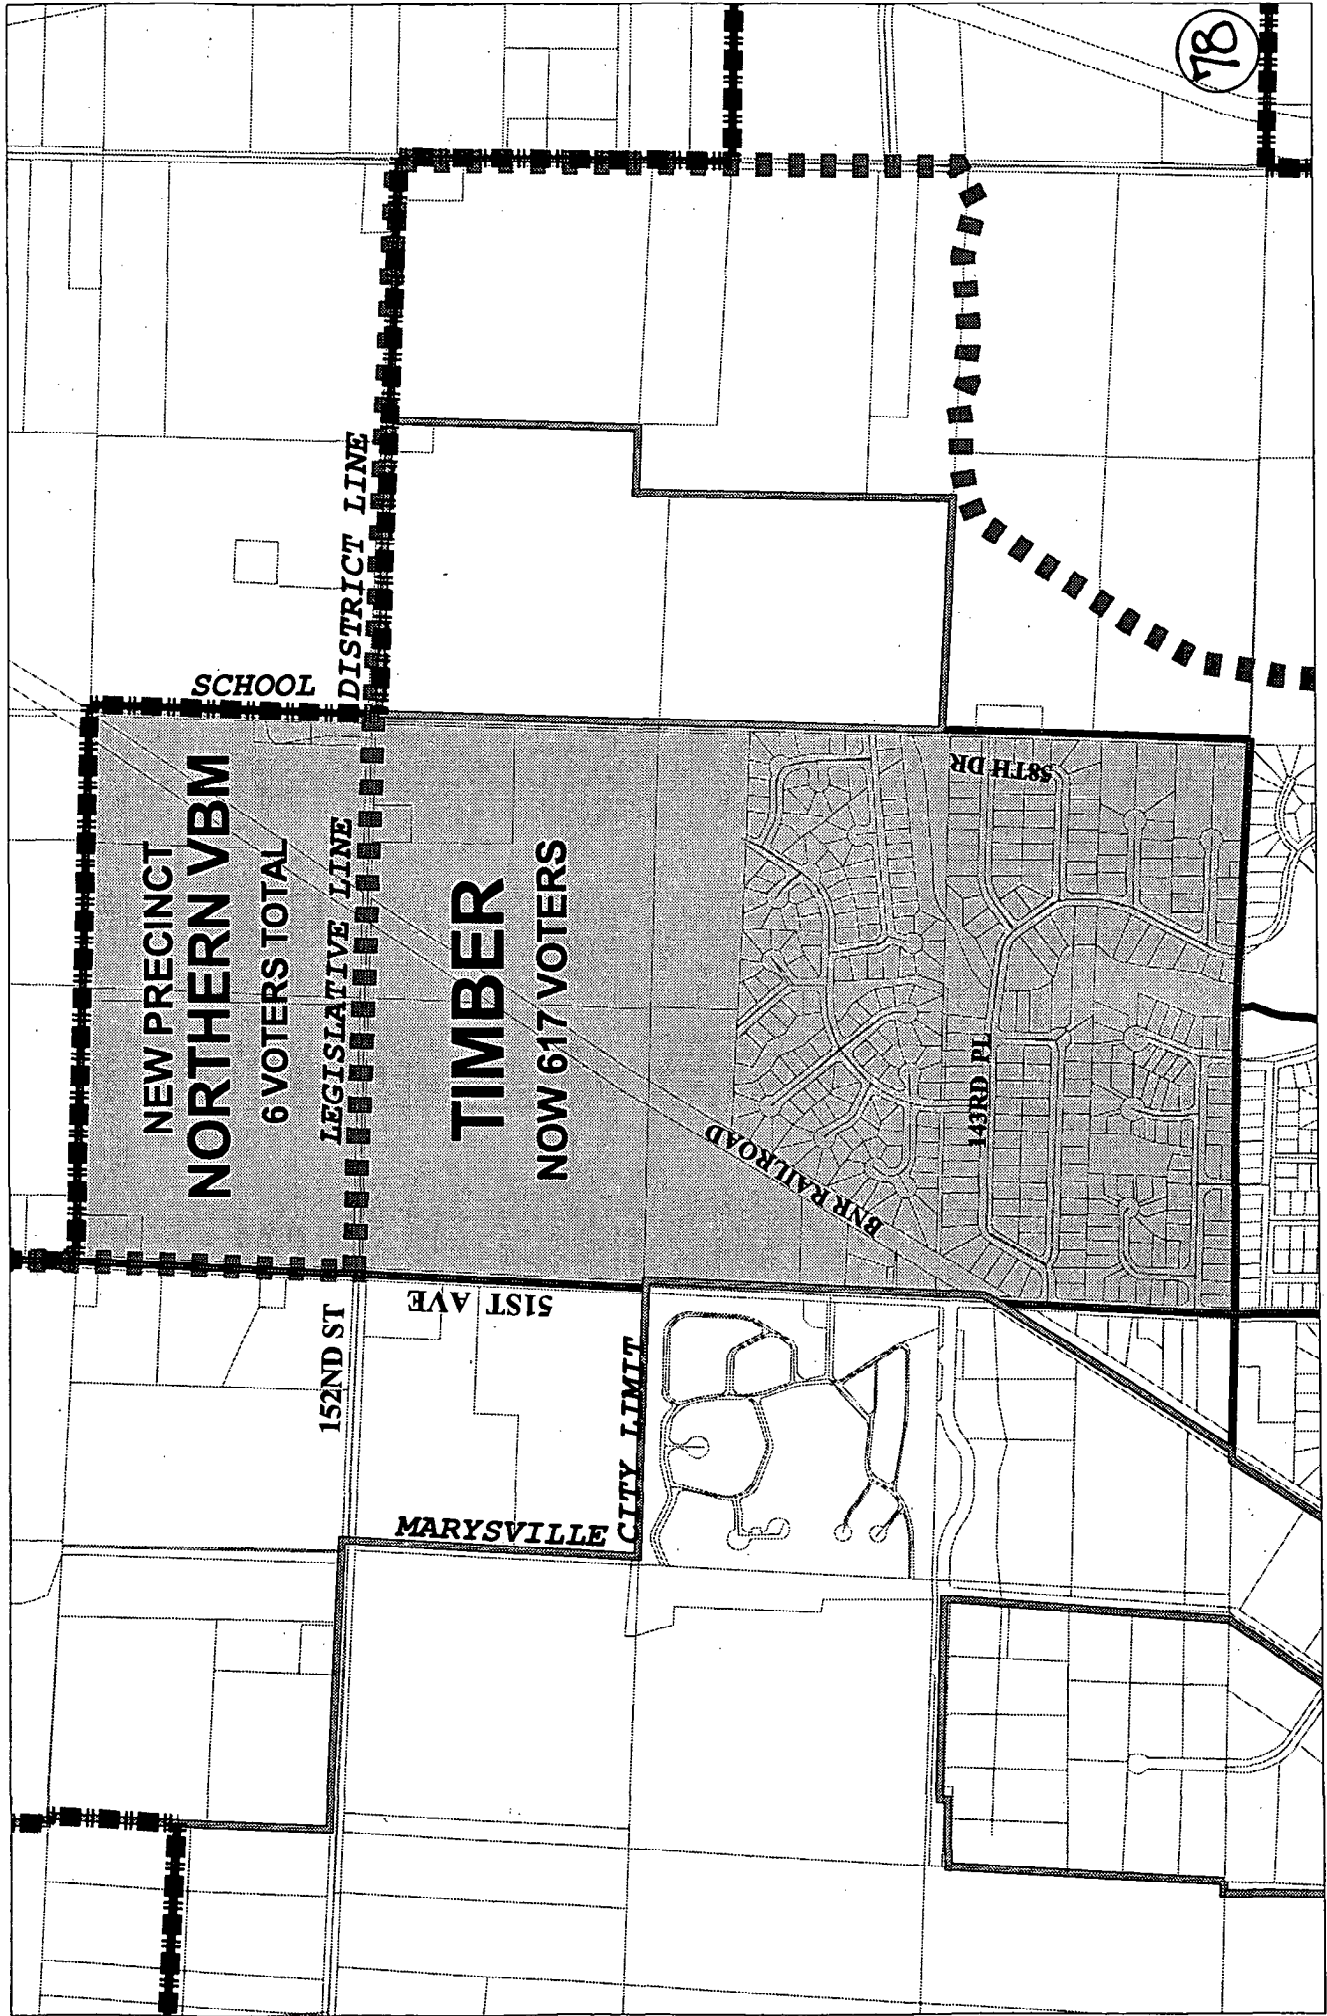 78
SCHOOL
DISTRICT LINE
NEW PRECINCT
NORTHERN VBM
6 VOTERS TOTAL
LEGISLATIVE LINE
TIMBER
NOW 617 VOTERS
58TH DR
143RD PL
BNR RAILROAD
51ST AVE
152ND ST
MARYSVILLE
CITY LIMIT